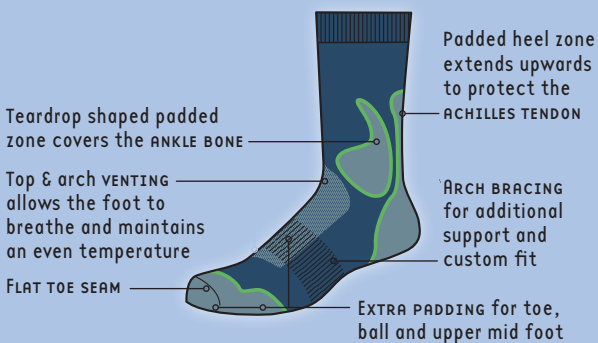 Padded heel zone
extends upwards
to protect the
ACHILLES TENDON
Teardrop shaped padded
zone covers the ANKLE BONE
Top & arch VENTING
allows the foot to
breathe and maintains
an even temperature
ARCH BRACING
for additional
support and
custom fit
FLAT TOE SEAM
EXTRA PADDING for toe,
ball and upper mid foot